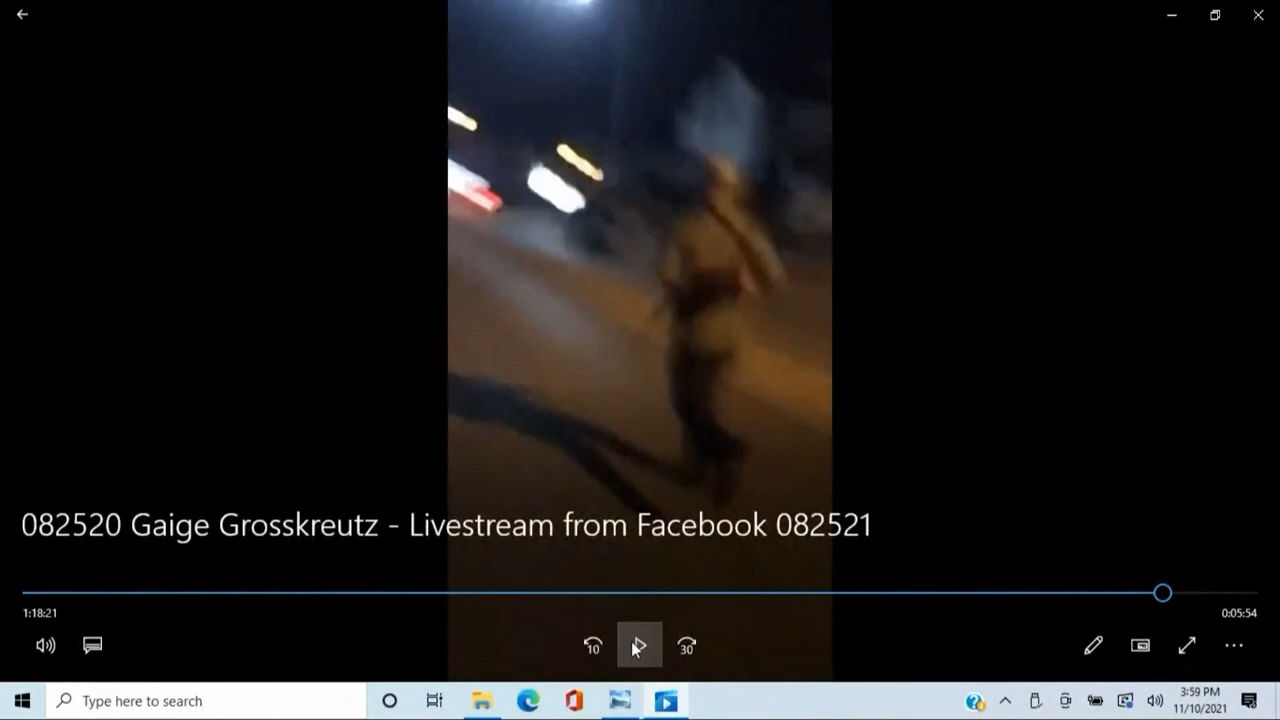 082520 Gaige Grosskreutz - Livestream from Facebook 082521
1:18:21
0:05:54
10
30
Type here to search
3:59 PM
11/10/2021